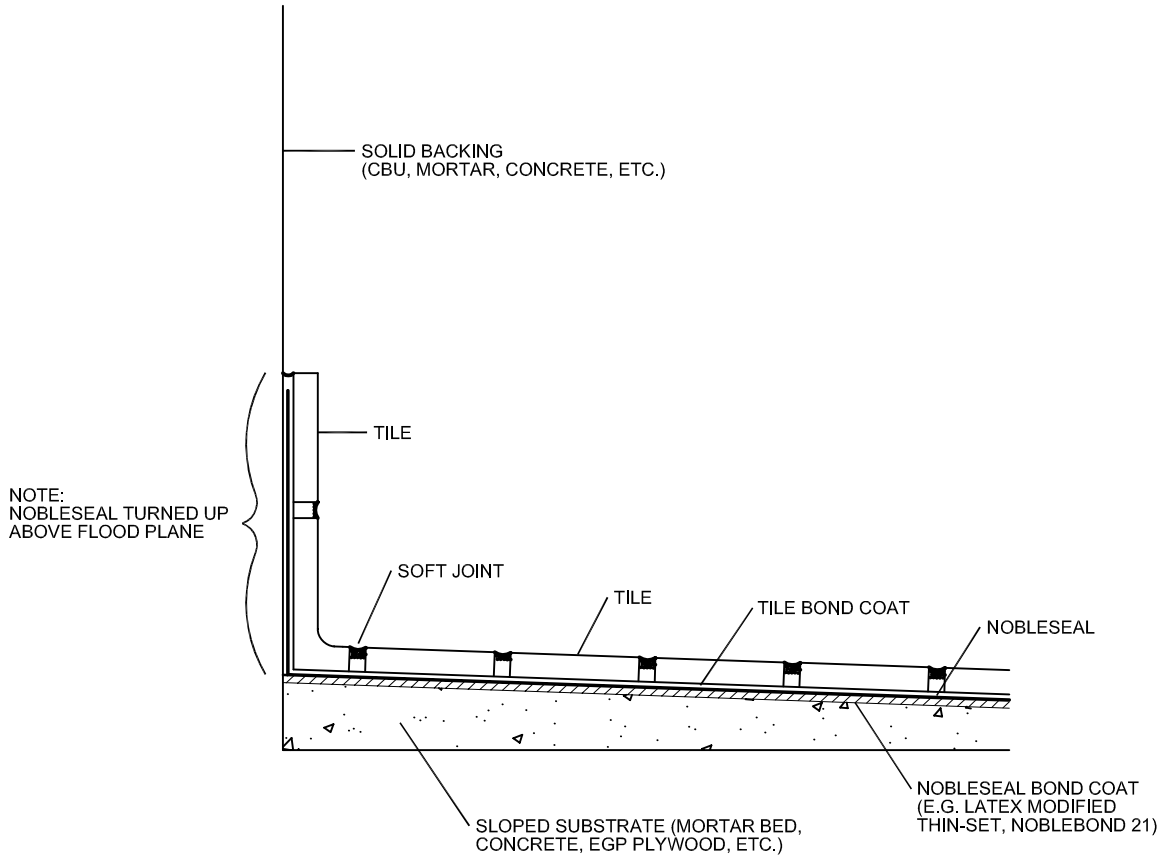 SOLID BACKING
(CBU, MORTAR, CONCRETE, ETC.)
TILE
NOTE:
NOBLESEAL TURNED UP
ABOVE FLOOD PLANE
SOFT JOINT
TILE
TILE BOND COAT
NOBLESEAL
NOBLESEAL BOND COAT
(E.G. LATEX MODIFIED
THIN-SET, NOBLEBOND 21)
SLOPED SUBSTRATE (MORTAR BED,
CONCRETE, EGP PLYWOOD, ETC.)